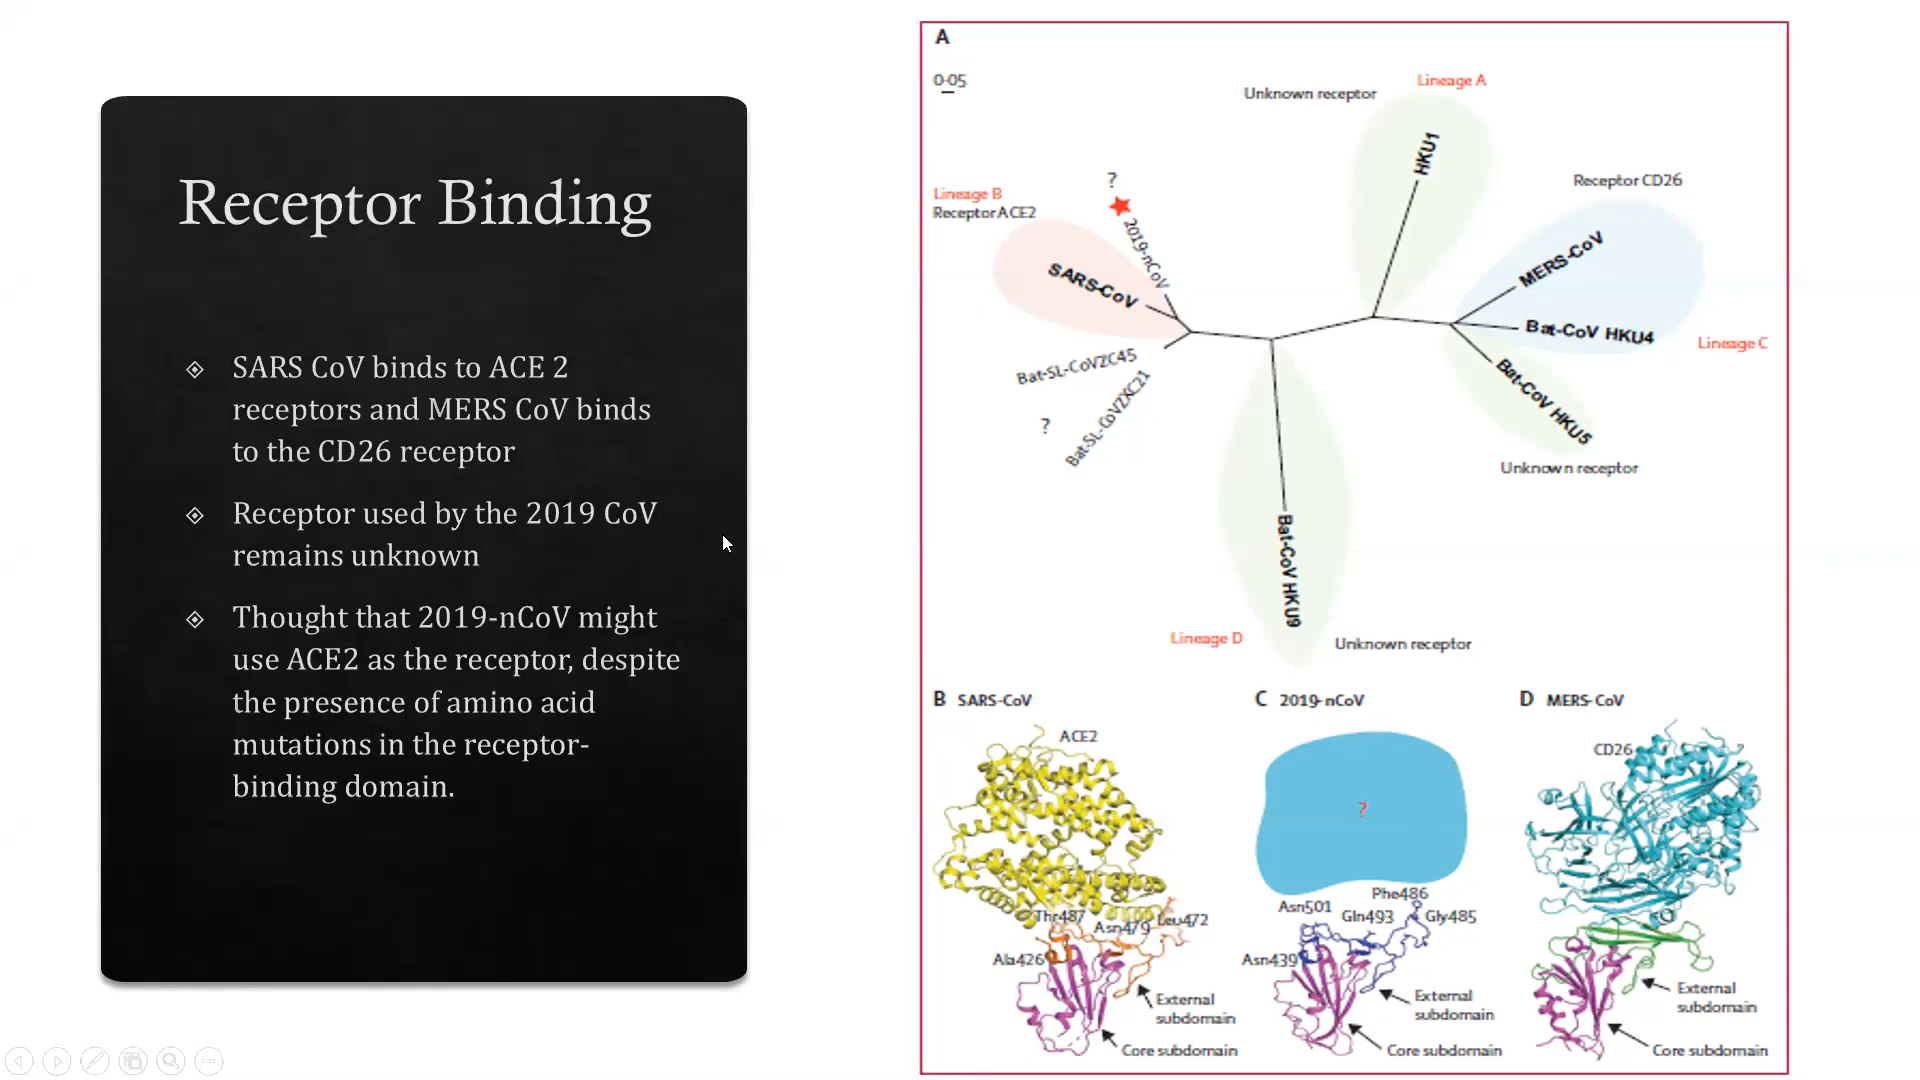 Receptor Binding
SARS CoV binds to ACE 2
receptors and MERS CoV binds
to the CD26 receptor
Receptor used by the 2019 CoV
remains unknown
Thought that 2019-nCoV might
use ACE2 as the receptor, despite
the presence of amino acid
mutations in the receptor-
binding domain.
A
0·05
Lineage A
Unknown receptor
HKU1
Receptor CD26
?
Lineage B
Receptor ACE2
2019-nCoV
SARS-CoV
MERS-CoV
Bat-CoV HKU4
Lineage C
Bat-SL-CoVZC45
Bat-SL-CoVZXC21
?
Bat-CoV HKU5
Unknown receptor
Bat-CoV HKU9
Lineage D
Unknown receptor
B SARS-CoV
ACE2
Thr487
Asn479
Leu472
Ala426
External
subdomain
Core subdomain
C 2019-nCoV
?
Phe486
Asn501
Gln493
Gly485
Asn439
External
subdomain
Core subdomain
D MERS-CoV
CD26
External
subdomain
Core subdomain